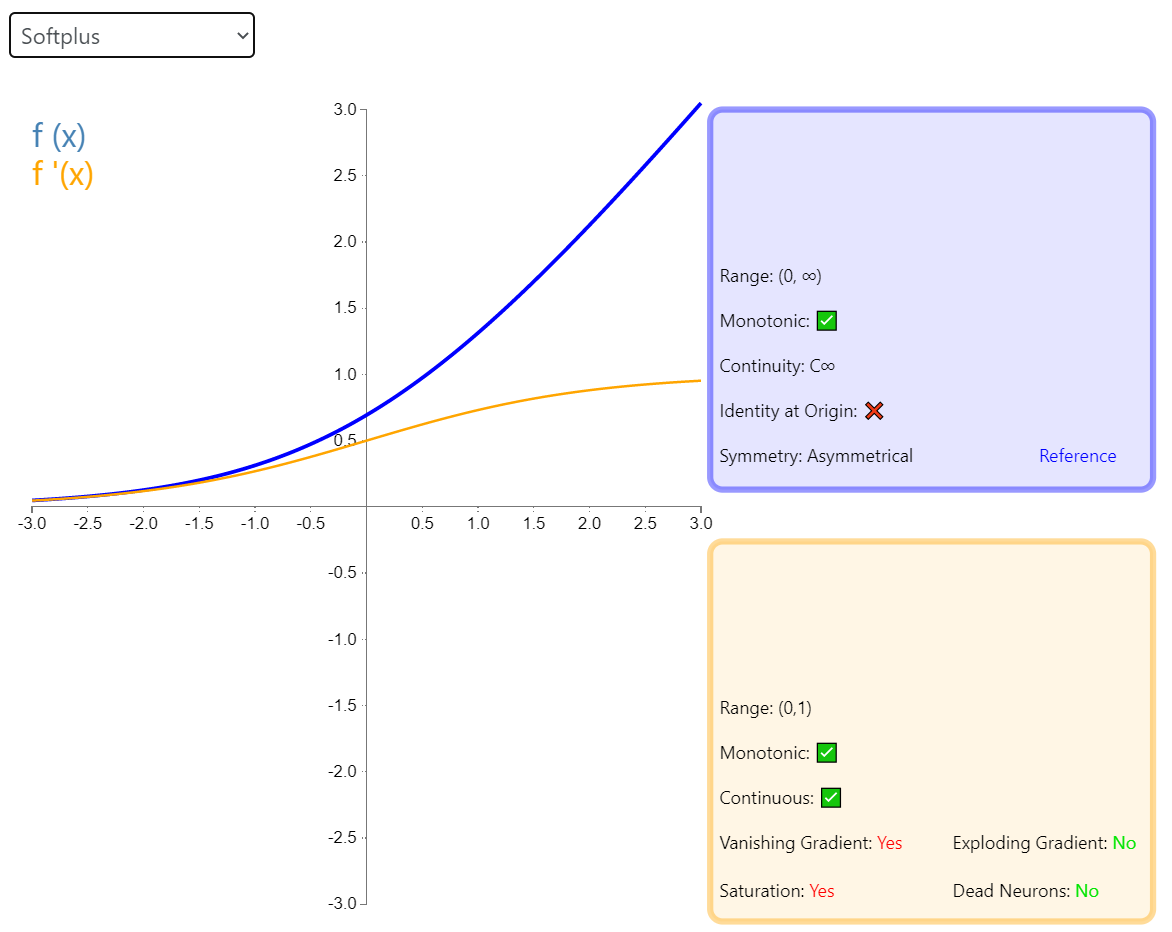 Softplus
f (x)
f '(x)
3.0
2.5
2.0
1.5
1.0
0.5
-3.0 -2.5 -2.0 -1.5 -1.0 -0.5 0.5 1.0 1.5 2.0 2.5 3.0
-0.5
-1.0
-1.5
-2.0
-2.5
-3.0
Range: (0, ∞)
Monotonic: ✅
Continuity: C∞
Identity at Origin: ❌
Symmetry: Asymmetrical Reference
Range: (0,1)
Monotonic: ✅
Continuous: ✅
Vanishing Gradient: Yes Exploding Gradient: No
Saturation: Yes Dead Neurons: No